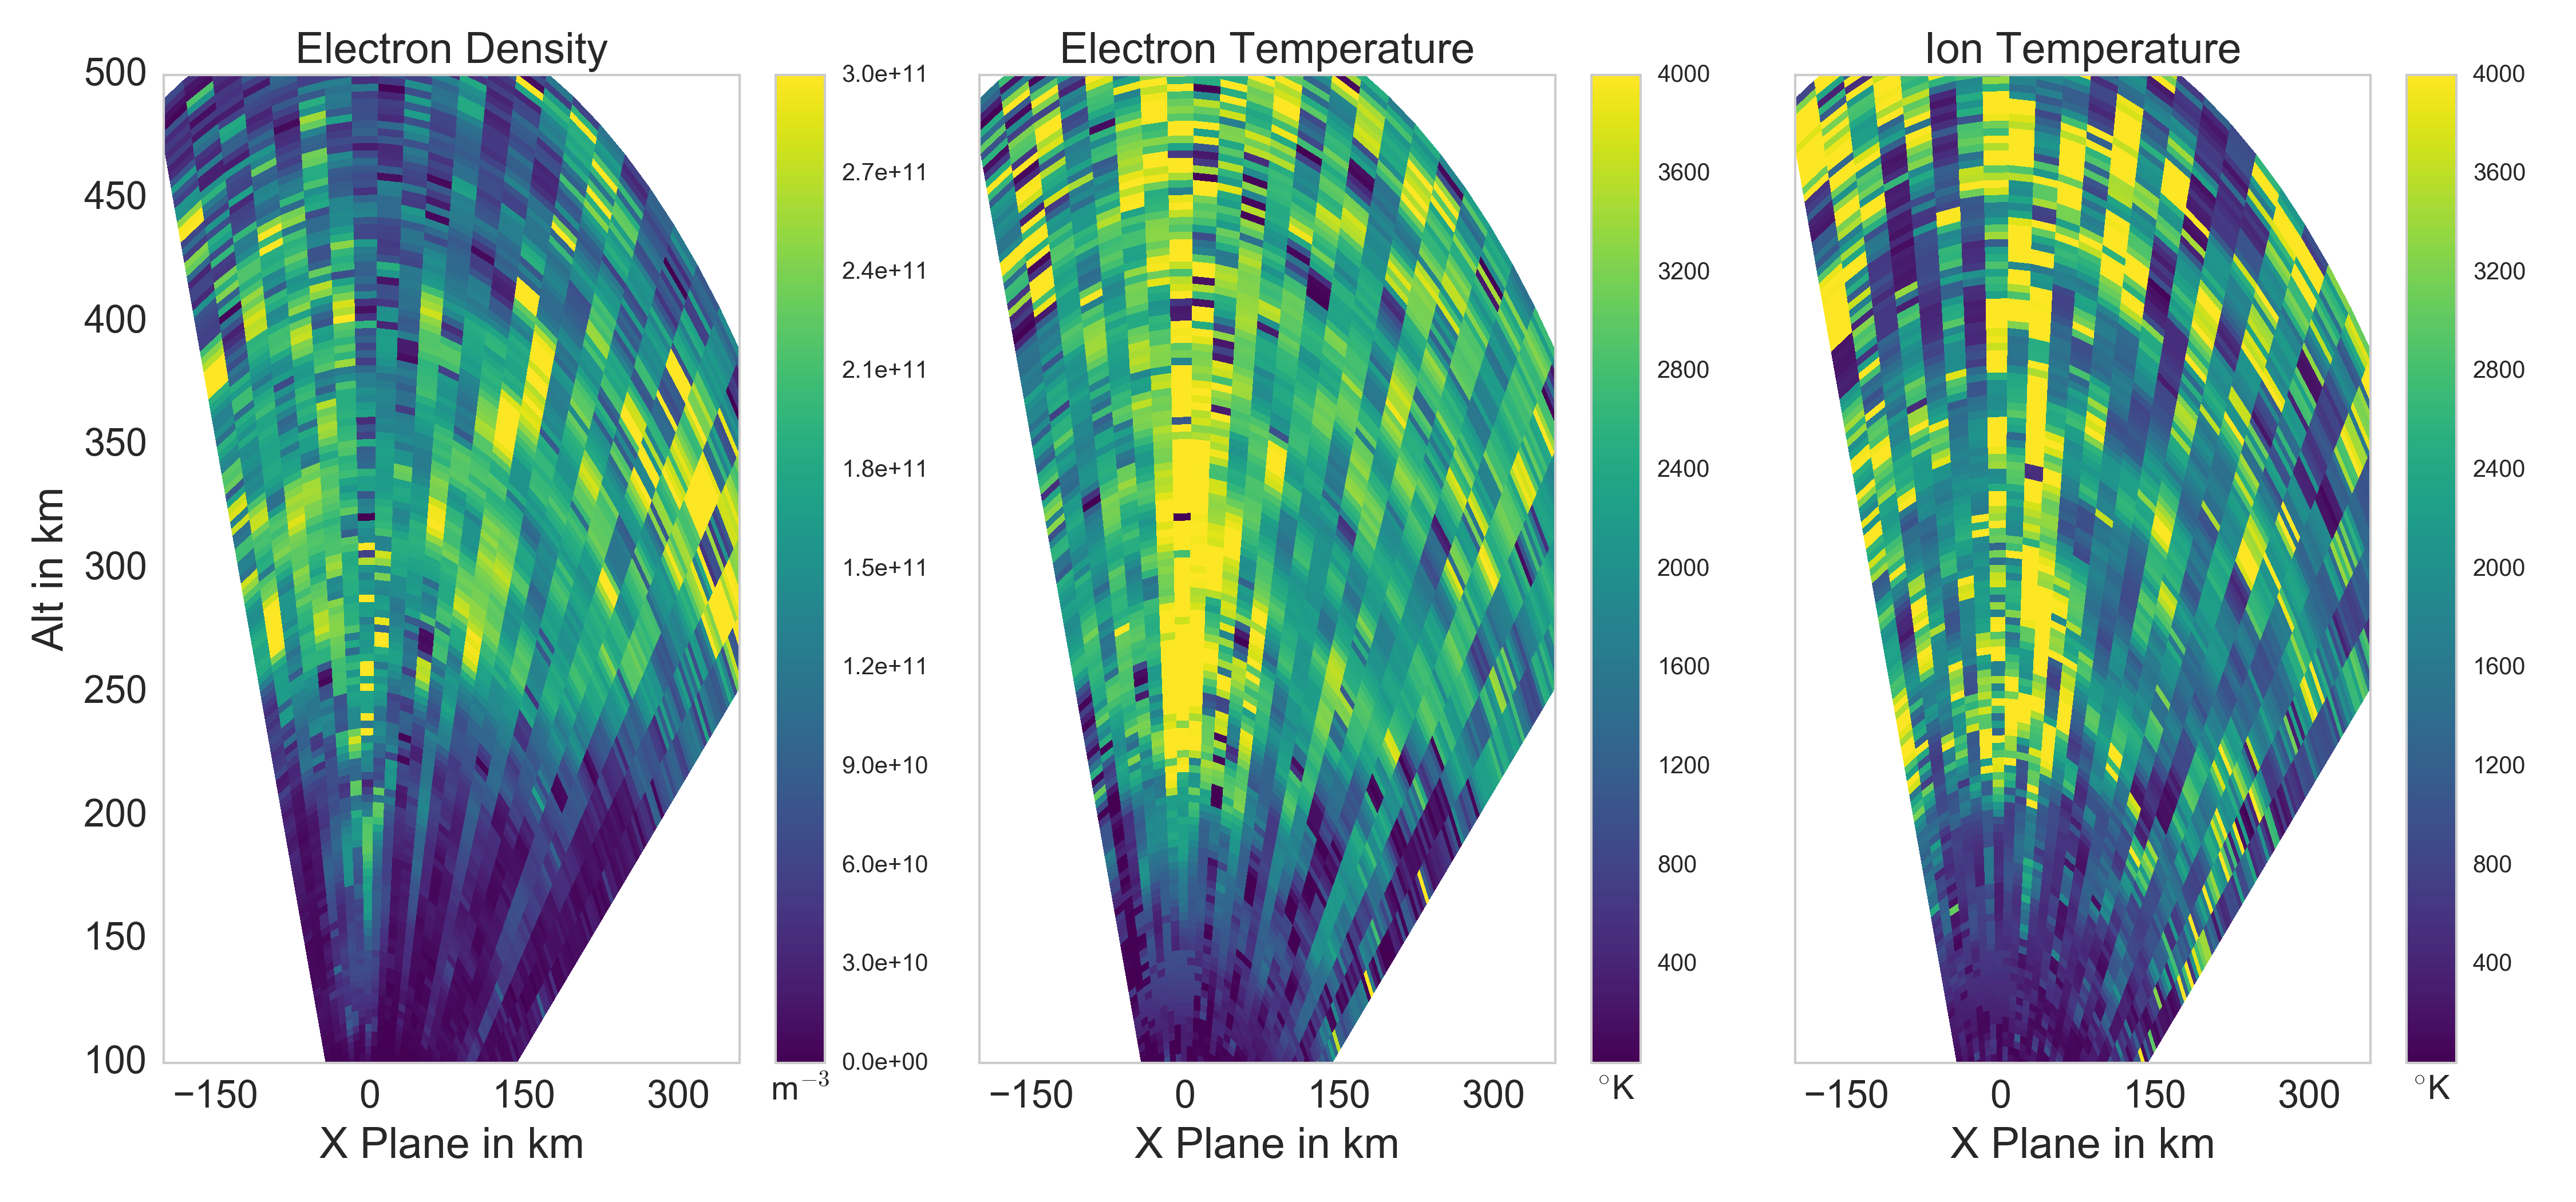 Electron Density
Electron Temperature
Ion Temperature
500
450
400
350
300
250
200
150
100
Alt in km
3.0e+11
2.7e+11
2.4e+11
2.1e+11
1.8e+11
1.5e+11
1.2e+11
9.0e+10
6.0e+10
3.0e+10
0.0e+00
m⁻³
4000
3600
3200
2800
2400
2000
1600
1200
800
400
°K
4000
3600
3200
2800
2400
2000
1600
1200
800
400
°K
−150 0 150 300
−150 0 150 300
−150 0 150 300
X Plane in km
X Plane in km
X Plane in km